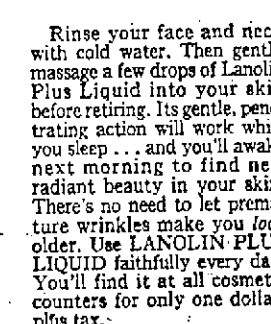 Rinse your face and nec
with cold water. Then gentl
massage a few drops of Lanoli
Plus Liquid into your ski
before retiring. Its gentle, pene
trating action will work whi
you sleep . . . and you'll awak
next morning to find ne
radiant beauty in your ski
There's no need to let prema
ture wrinkles make you loo
older. Use LANOLIN PLU
LIQUID faithfully every da
You'll find it at all cosmet
counters for only one dolla
plus tax.